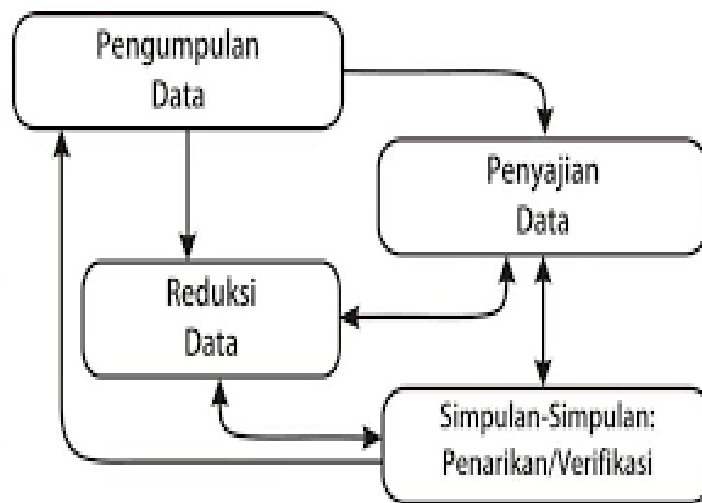 Pengumpulan
Data
Penyajian
Data
Reduksi
Data
Simpulan-Simpulan:
Penarikan/Verifikasi